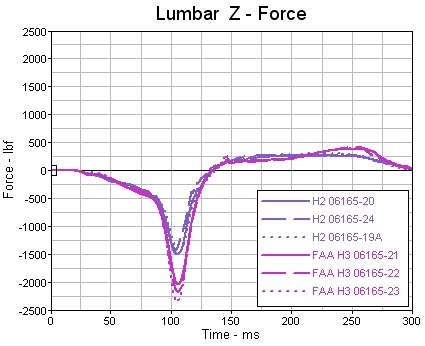 Lumbar Z - Force
Force - lbf
2500
2000
1500
1000
500
0
-500
-1000
-1500
-2000
-2500
H2 06165-20
H2 06165-24
H2 06165-19A
FAA H3 06165-21
FAA H3 06165-22
FAA H3 06165-23
0 50 100 150 200 250 300
Time - ms